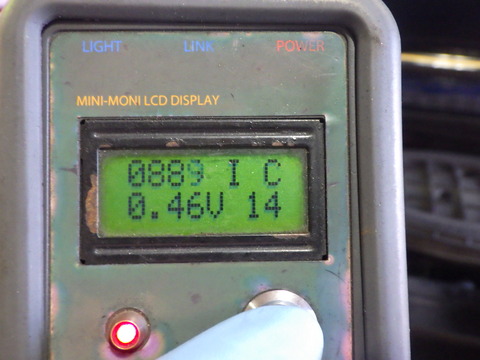 LIGHT LINK POWER
MINI-MONI LCD DISPLAY
0889 I C
0.46V 14